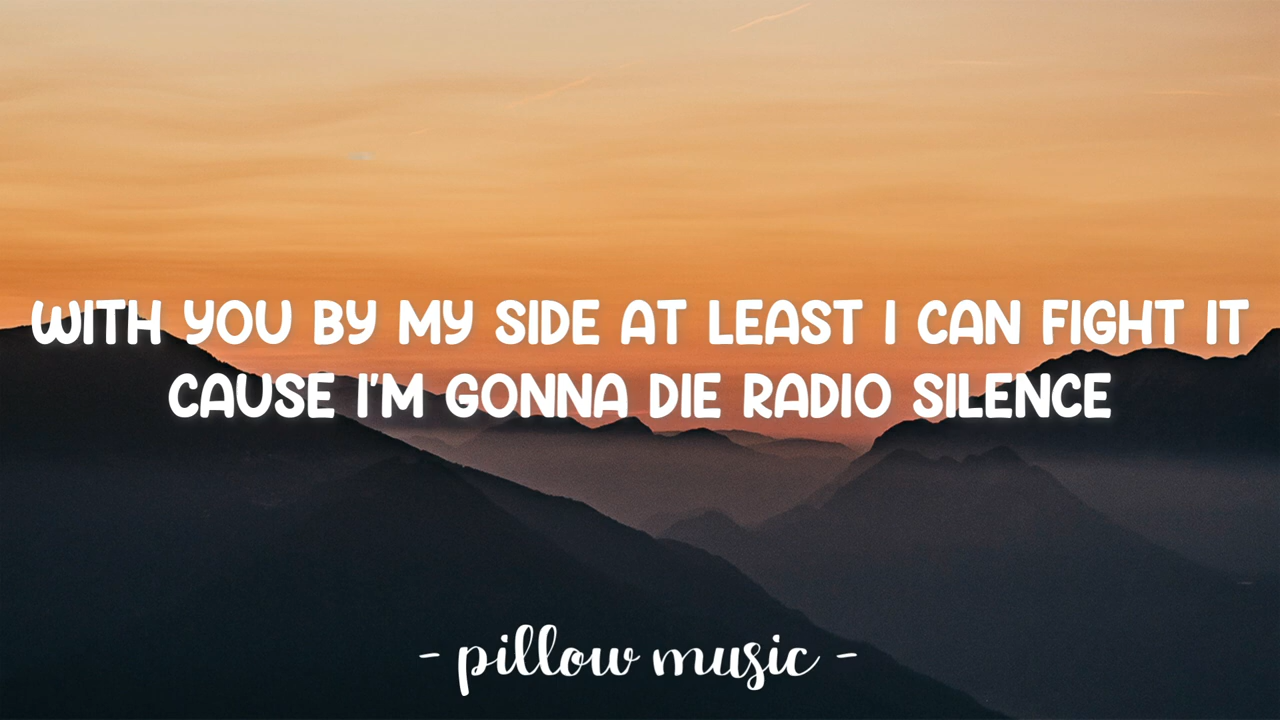 WITH YOU BY MY SIDE AT LEAST I CAN FIGHT IT
CAUSE I'M GONNA DIE RADIO SILENCE
- pillow music -